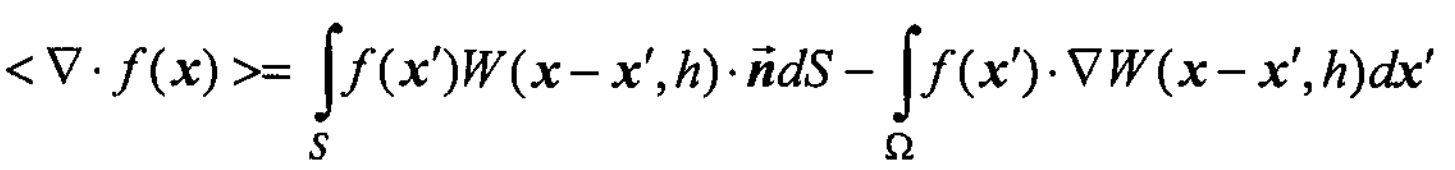 < ∇ · f(x) >= ∫_S f(x′)W(x − x′, h) · n⃗dS − ∫_Ω f(x′) · ∇W(x − x′, h)dx′